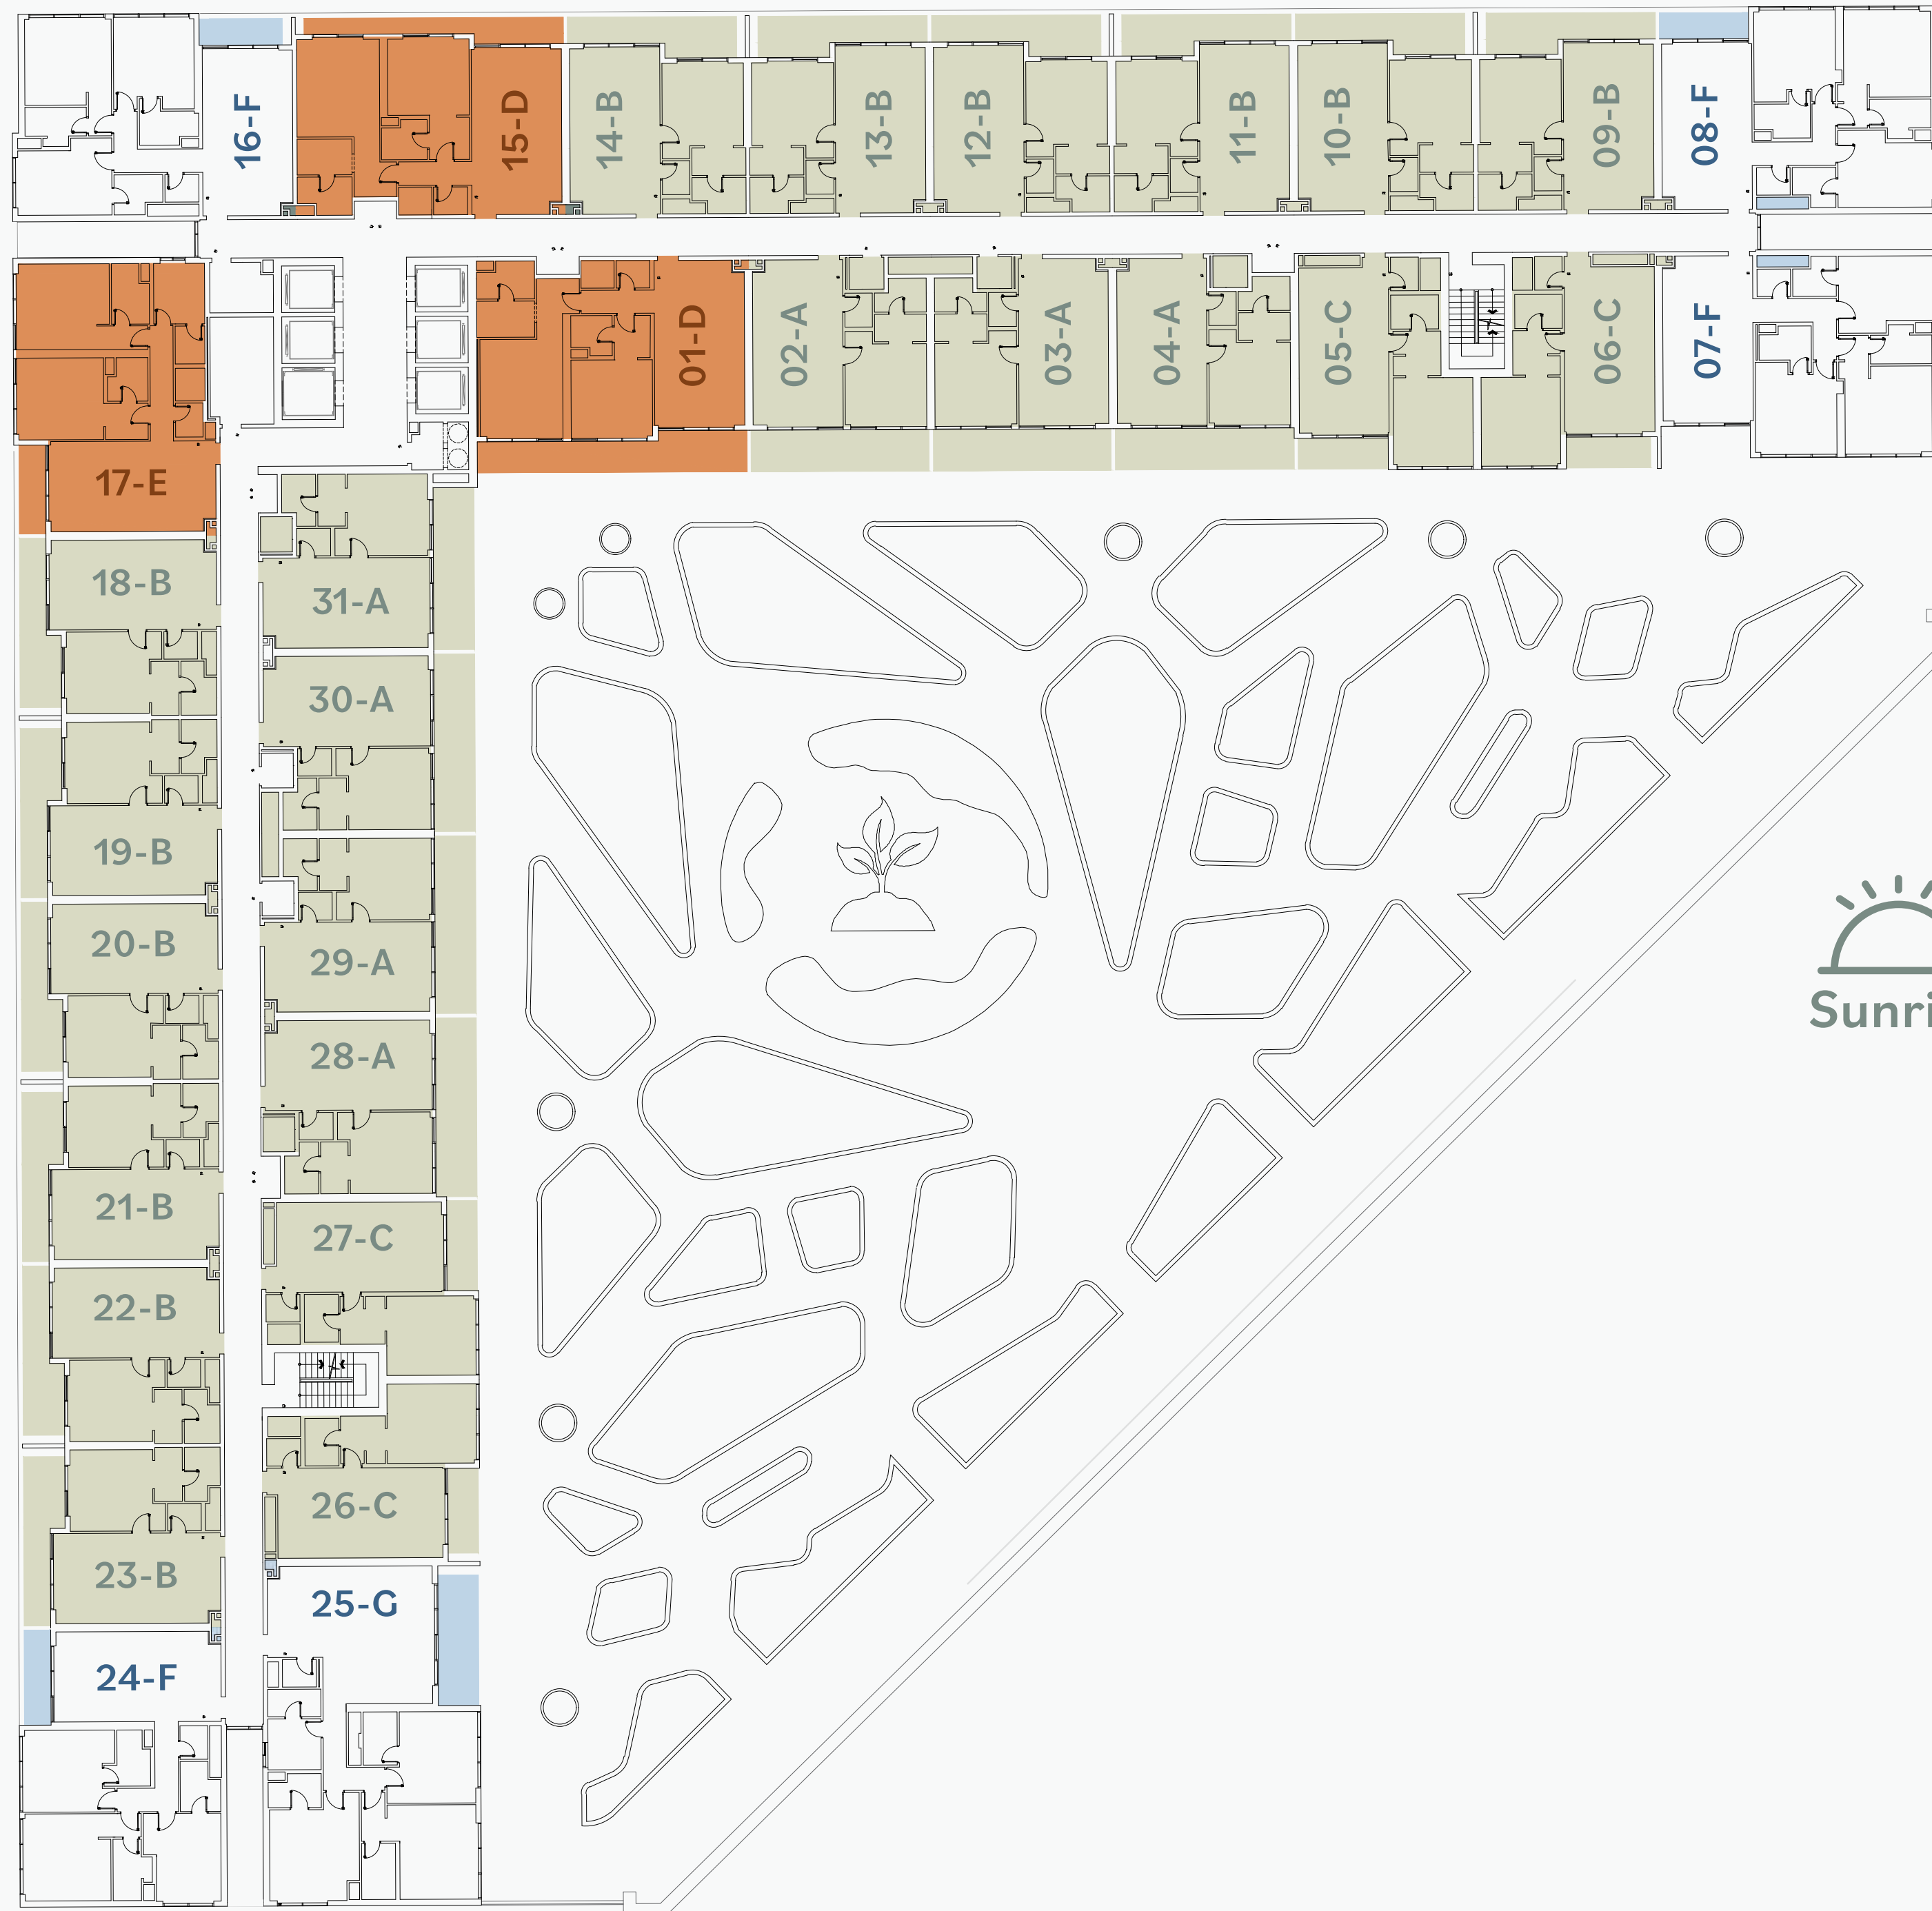 16-F
15-D
14-B
13-B
12-B
11-B
10-B
09-B
08-F
01-D
02-A
03-A
04-A
05-C
06-C
07-F
17-E
18-B
31-A
30-A
19-B
20-B
29-A
28-A
21-B
27-C
22-B
26-C
23-B
25-G
24-F
Sunri